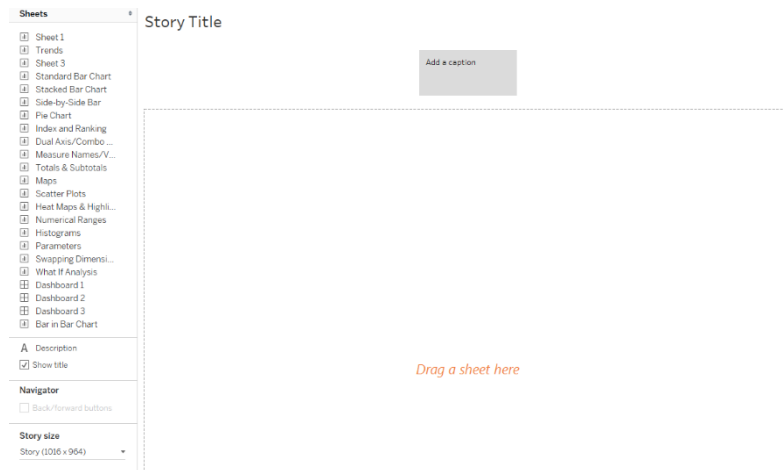 Sheets
Story Title
Sheet 1
Trends
Sheet 3
Standard Bar Chart
Stacked Bar Chart
Side-by-Side Bar
Pie Chart
Index and Ranking
Dual Axis/Combo ...
Measure Names/V...
Totals & Subtotals
Maps
Scatter Plots
Heat Maps & Highli...
Numerical Ranges
Histograms
Parameters
Swapping Dimensi...
What If Analysis
Dashboard 1
Dashboard 2
Dashboard 3
Bar in Bar Chart
A Description
Show title
Navigator
Back/forward buttons
Story size
Story (1016 x 964)
Add a caption
Drag a sheet here